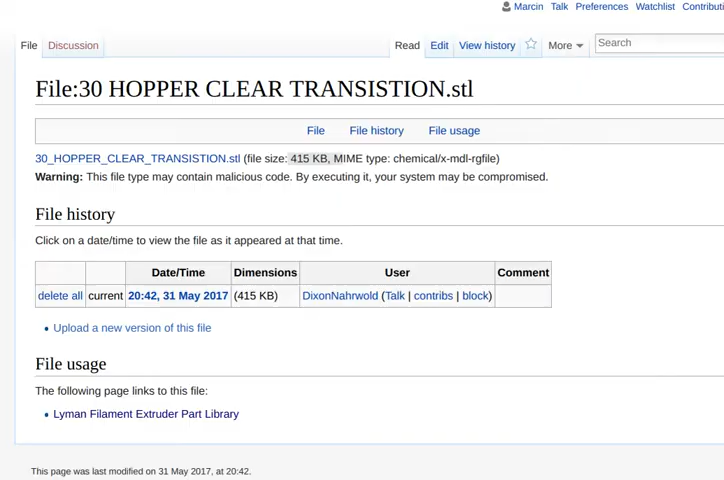 Marcin Talk Preferences Watchlist Contributi
File Discussion Read Edit View history More Search
File:30 HOPPER CLEAR TRANSISTION.stl
File File history File usage
30_HOPPER_CLEAR_TRANSISTION.stl (file size: 415 KB, MIME type: chemical/x-mdl-rgfile)
Warning: This file type may contain malicious code. By executing it, your system may be compromised.
File history
Click on a date/time to view the file as it appeared at that time.
Date/Time Dimensions User Comment
delete all current 20:42, 31 May 2017 (415 KB) DixonNahrwold (Talk | contribs | block)
• Upload a new version of this file
File usage
The following page links to this file:
• Lyman Filament Extruder Part Library
This page was last modified on 31 May 2017, at 20:42.